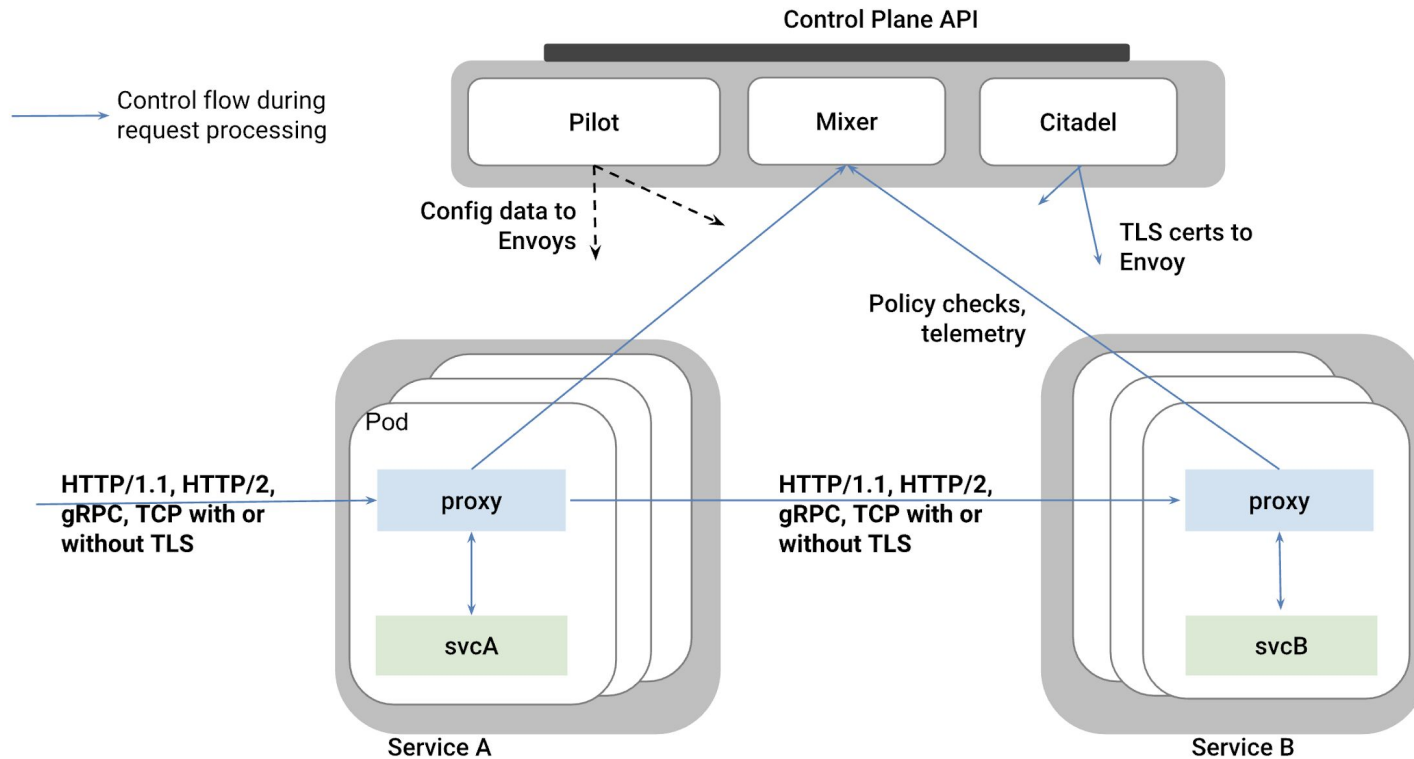 Control Plane API
Control flow during
request processing
Pilot
Mixer
Citadel
Config data to
Envoys
TLS certs to
Envoy
Policy checks,
telemetry
Pod
HTTP/1.1, HTTP/2,
gRPC, TCP with or
without TLS
proxy
HTTP/1.1, HTTP/2,
gRPC, TCP with or
without TLS
proxy
svcA
svcB
Service A
Service B